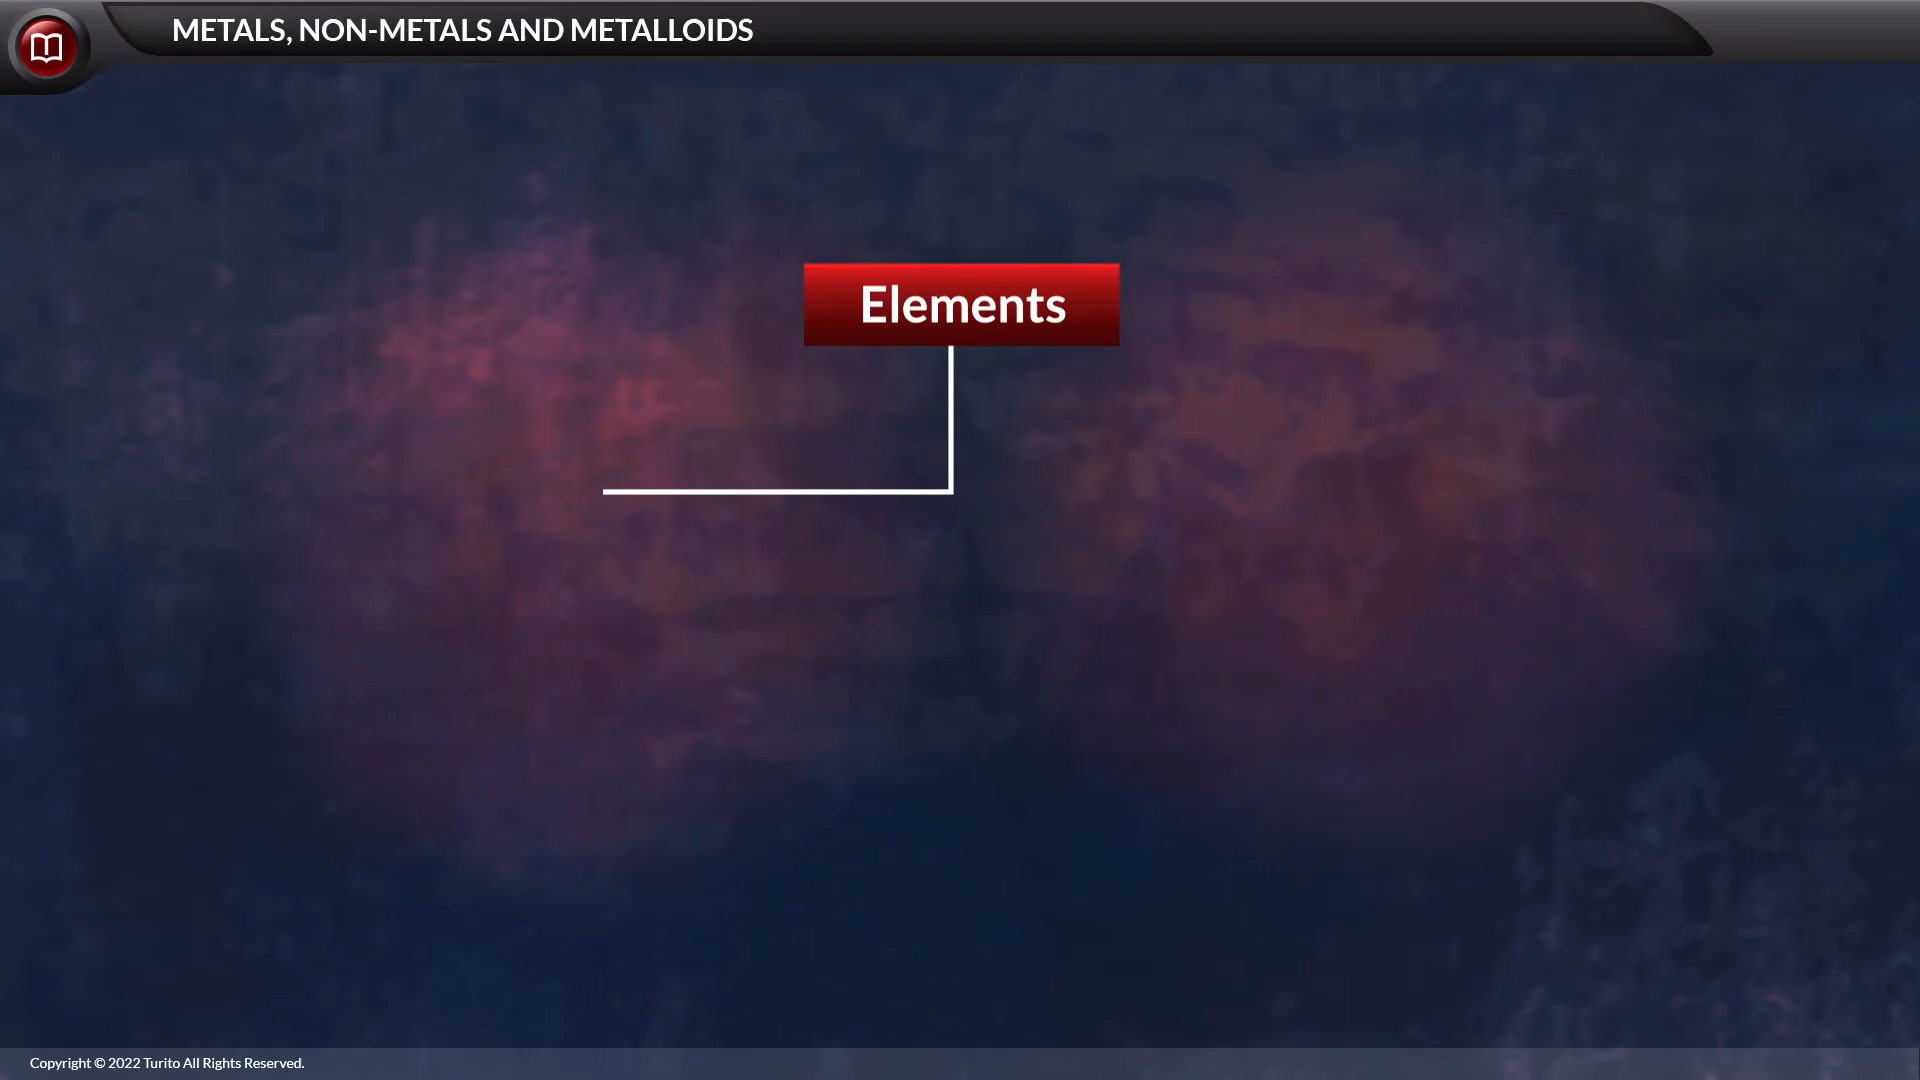 METALS, NON-METALS AND METALLOIDS
Elements
Copyright © 2022 Turito All Rights Reserved.